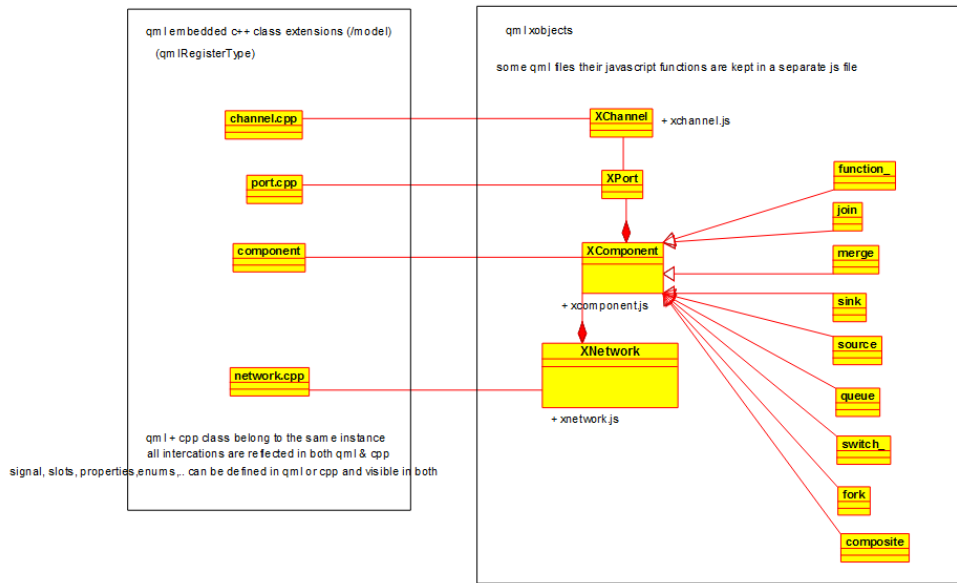 qml embedded c++ class extensions (/model)
(qmlRegisterType)
channel.cpp
port.cpp
component
network.cpp
qml + cpp class belong to the same instance
all intercations are reflected in both qml & cpp
signal, slots, properties,enums,.. can be defined in qml or cpp and visible in both
qml xobjects
some qml files their javascript functions are kept in a separate js file
XChannel
+ xchannel.js
XPort
XComponent
+ xcomponent.js
XNetwork
+ xnetwork.js
function_
join
merge
sink
source
queue
switch_
fork
composite